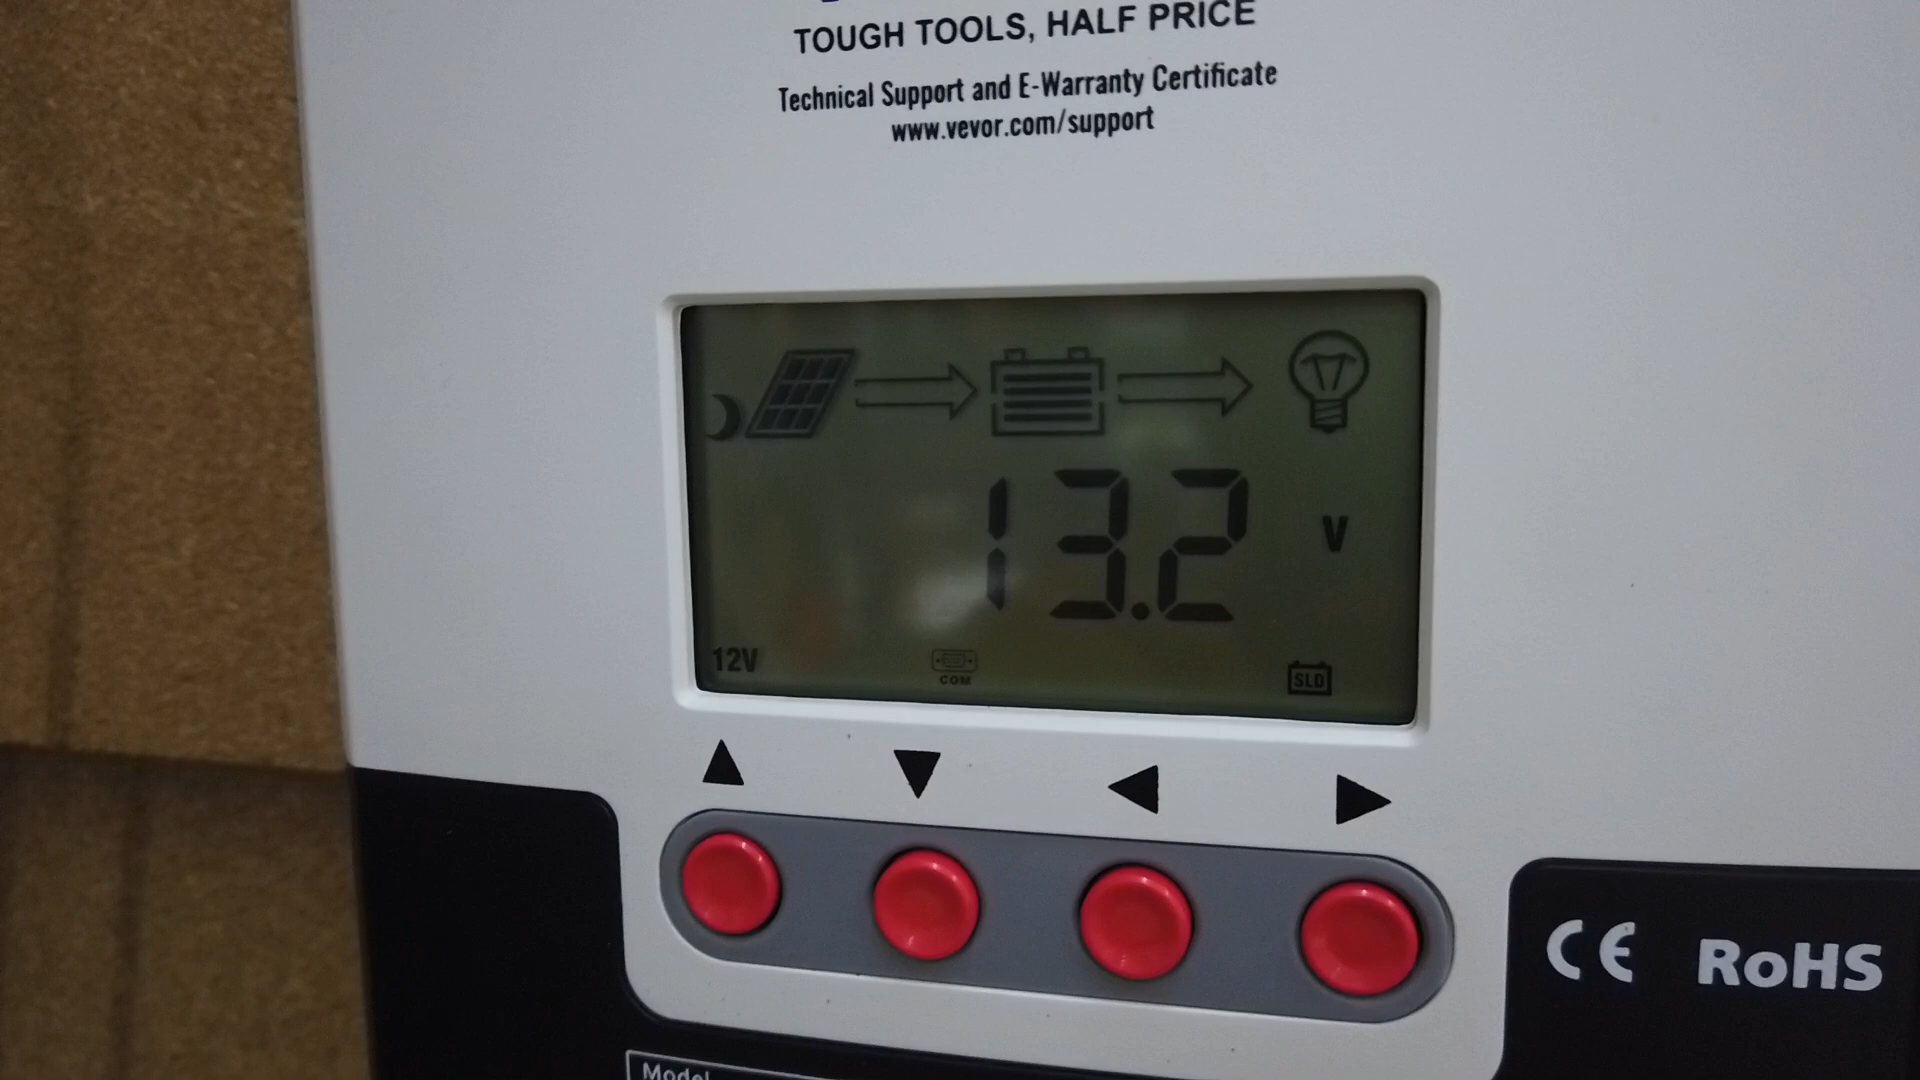 TOUGH TOOLS, HALF PRICE
Technical Support and E-Warranty Certificate
www.vevor.com/support
13.2 V
12V
COM
SLD
CE RoHS
Model